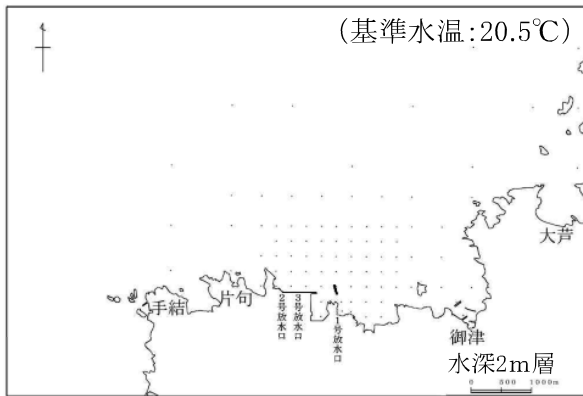 (基準水温:20.5℃)
大芦
手結
片句
2号放水口
3号放水口
1号放水口
御津
水深2m層
0 500 1000m